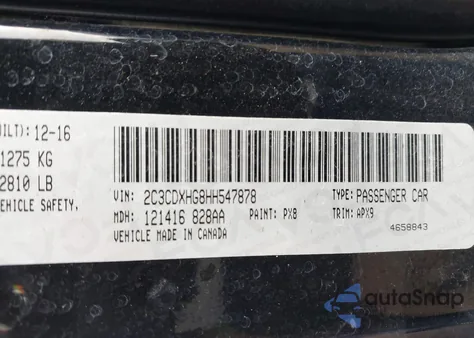 UILT): 12-16
1275 KG
2810 LB
EHICLE SAFETY,
VIN: 2C3CDXHG8HH547878 TYPE: PASSENGER CAR
MDH: 121416 828AA PAINT: PX8 TRIM: APX9
VEHICLE MADE IN CANADA 4658843
autoSnap